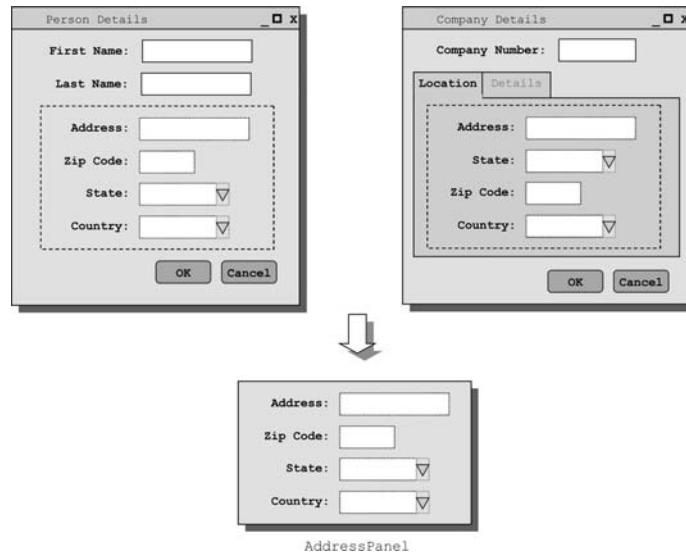 Person Details
First Name:
Last Name:
Address:
Zip Code:
State:
Country:
OK Cancel
Company Details
Company Number:
Location Details
Address:
State:
Zip Code:
Country:
OK Cancel
Address:
Zip Code:
State:
Country:
AddressPanel